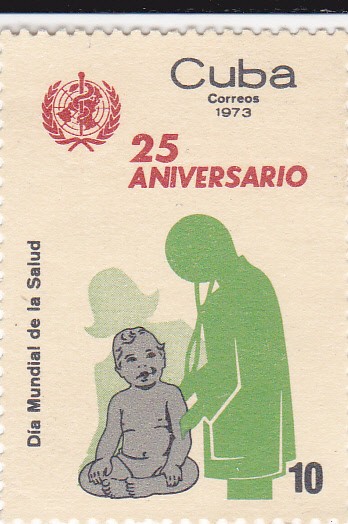 Cuba
Correos
1973
25
ANIVERSARIO
Día Mundial de la Salud
10